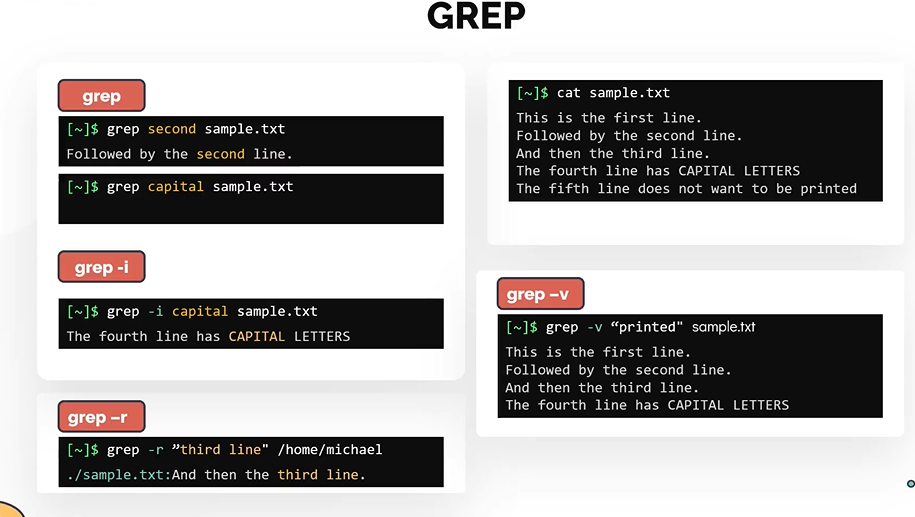 GREP
grep
[~]$ grep second sample.txt
Followed by the second line.
[~]$ grep capital sample.txt
grep -i
[~]$ grep -i capital sample.txt
The fourth line has CAPITAL LETTERS
grep –r
[~]$ grep -r ”third line" /home/michael
./sample.txt:And then the third line.
[~]$ cat sample.txt
This is the first line.
Followed by the second line.
And then the third line.
The fourth line has CAPITAL LETTERS
The fifth line does not want to be printed
grep –v
[~]$ grep -v “printed" sample.txt
This is the first line.
Followed by the second line.
And then the third line.
The fourth line has CAPITAL LETTERS